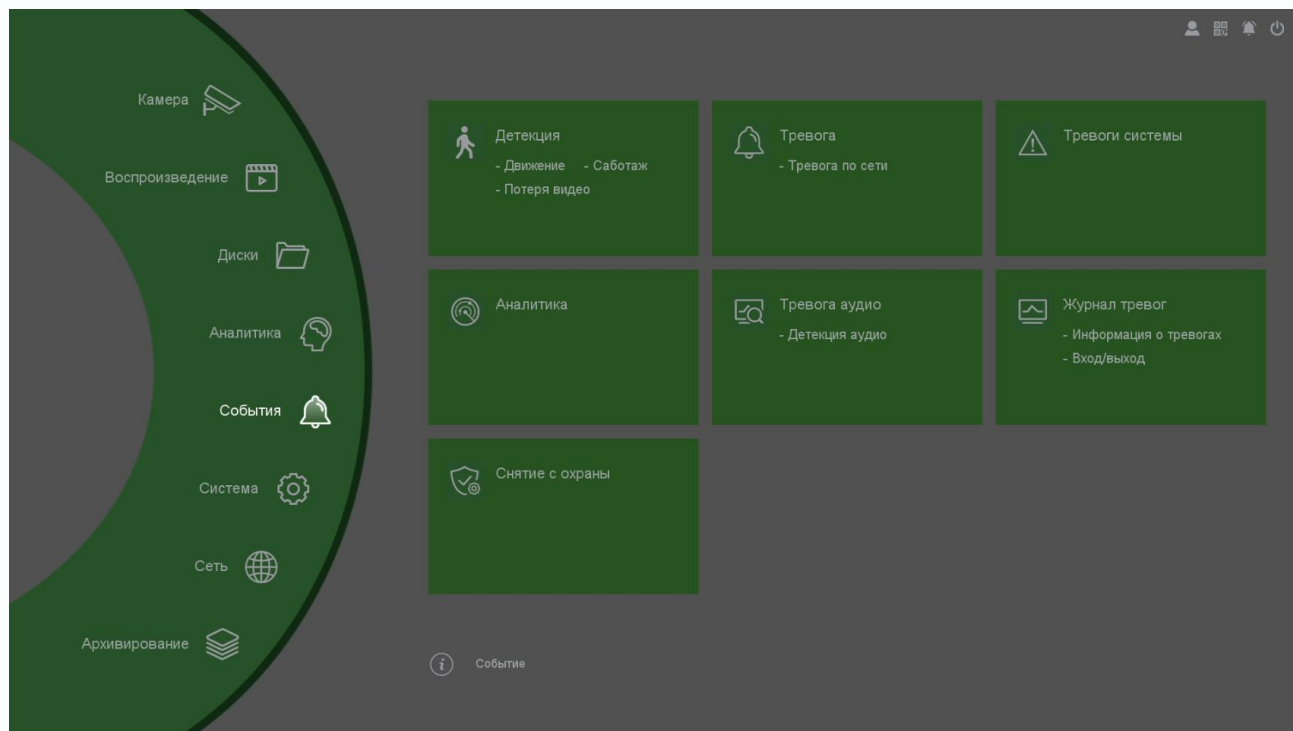 Камера
Воспроизведение
Диски
Аналитика
События
Система
Сеть
Архивирование
Детекция
- Движение - Саботаж
- Потеря видео
Тревога
- Тревога по сети
Тревоги системы
Аналитика
Тревога аудио
- Детекция аудио
Журнал тревог
- Информация о тревогах
- Вход/выход
Снятие с охраны
i Событие